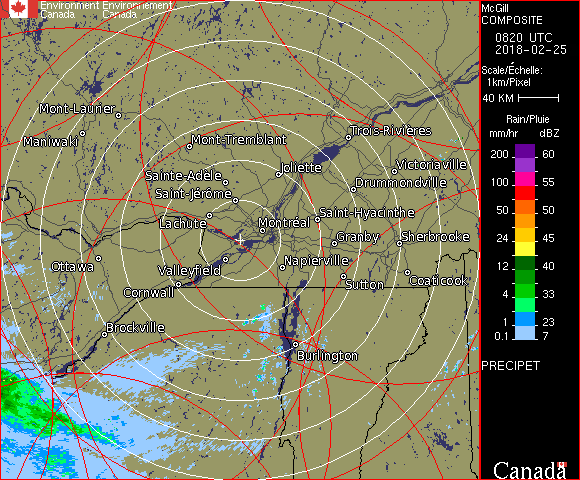 Environment Environnement
Canada Canada
McGill
COMPOSITE
0820 UTC
2018-02-25
Scale/Échelle:
1km/Pixel
40 KM
Rain/Pluie
mm/hr dBZ
200 60
150 57
100 55
50 50
24 45
12 40
4 33
1 23
0.1 7
PRECIPET
Mont-Laurier
Maniwaki
Mont-Tremblant
Trois-Rivières
Joliette
Victoriaville
Sainte-Adèle
Drummondville
Saint-Jérôme
Saint-Hyacinthe
Lachute
Montréal
Granby
Sherbrooke
Ottawa
Valleyfield
Napierville
Cornwall
Sutton
Coaticook
Brockville
Burlington
Canada